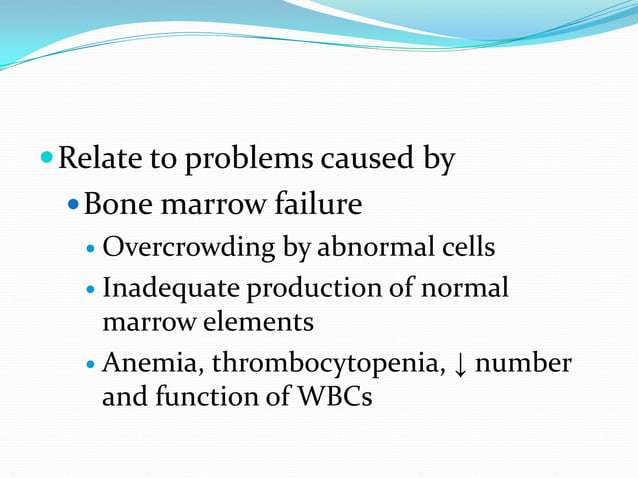 Relate to problems caused by
Bone marrow failure
Overcrowding by abnormal cells
Inadequate production of normal
marrow elements
Anemia, thrombocytopenia, ↓ number
and function of WBCs